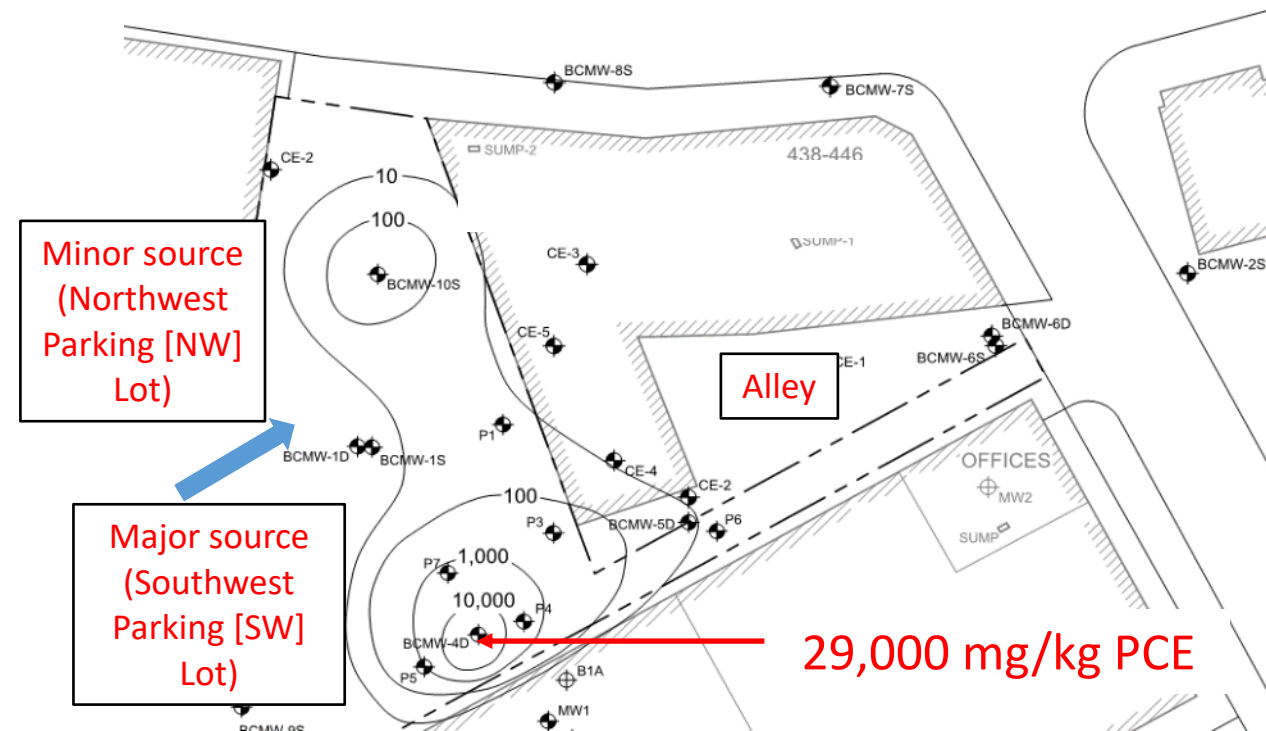 BCMW-8S
BCMW-7S
SUMP-2
438-446
CE-2
10
100
Minor source
(Northwest
Parking [NW]
Lot)
CE-3
SUMP-1
BCMW-2S
BCMW-10S
CE-5
BCMW-6D
BCMW-6S
CE-1
Alley
P1
BCMW-1D
BCMW-1S
CE-4
OFFICES
CE-2
MW2
100
Major source
(Southwest
Parking [SW]
Lot)
P3
BCMW-5D
P6
SUMP
1,000
P7
10,000
P4
BCMW-4D
29,000 mg/kg PCE
P5
B1A
MW1
BCMW-9S